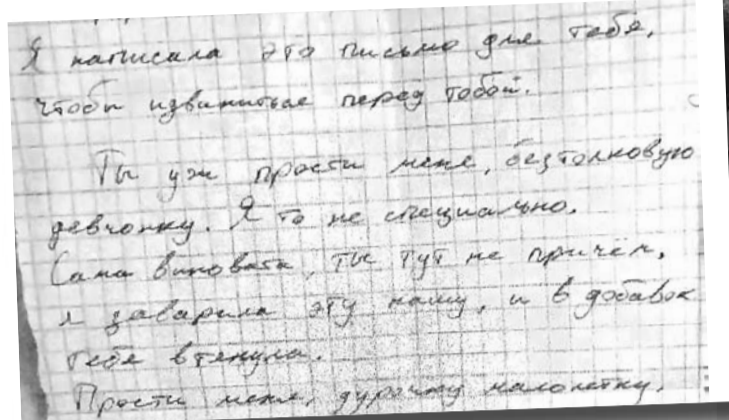 Я написала это письмо для тебя,
чтобы извиниться перед тобой.
Ты уж прости меня, безтолковую
девчонку. Я то не специально.
Сама виновата, ты тут не причём,
я заварила эту кашу, и в добавок
тебя втянула.
Прости меня, дурочку малолетку.